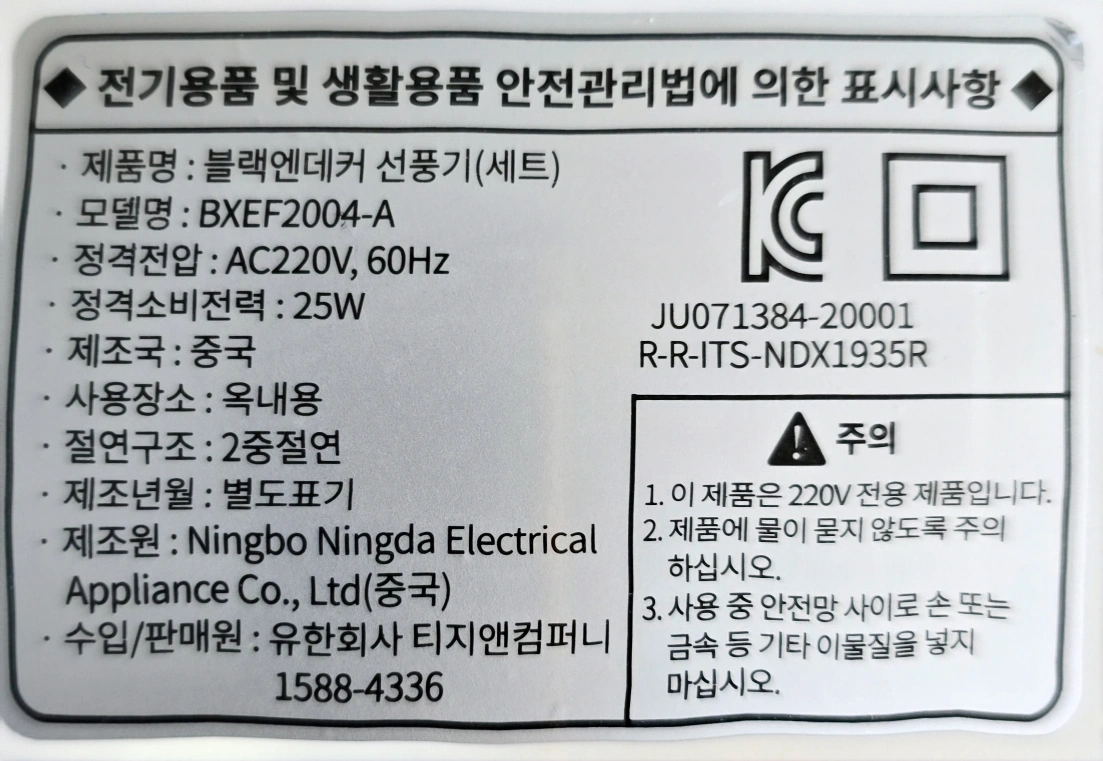 ◆ 전기용품 및 생활용품 안전관리법에 의한 표시사항 ◆
· 제품명 : 블랙엔데커 선풍기(세트)
· 모델명 : BXEF2004-A
· 정격전압 : AC220V, 60Hz
· 정격소비전력 : 25W
· 제조국 : 중국
· 사용장소 : 옥내용
· 절연구조 : 2중절연
· 제조년월 : 별도표기
· 제조원 : Ningbo Ningda Electrical
Appliance Co., Ltd(중국)
· 수입/판매원 : 유한회사 티지앤컴퍼니
1588-4336
KC
JU071384-20001
R-R-ITS-NDX1935R
주의
1. 이 제품은 220V 전용 제품입니다.
2. 제품에 물이 묻지 않도록 주의
하십시오.
3. 사용 중 안전망 사이로 손 또는
금속 등 기타 이물질을 넣지
마십시오.